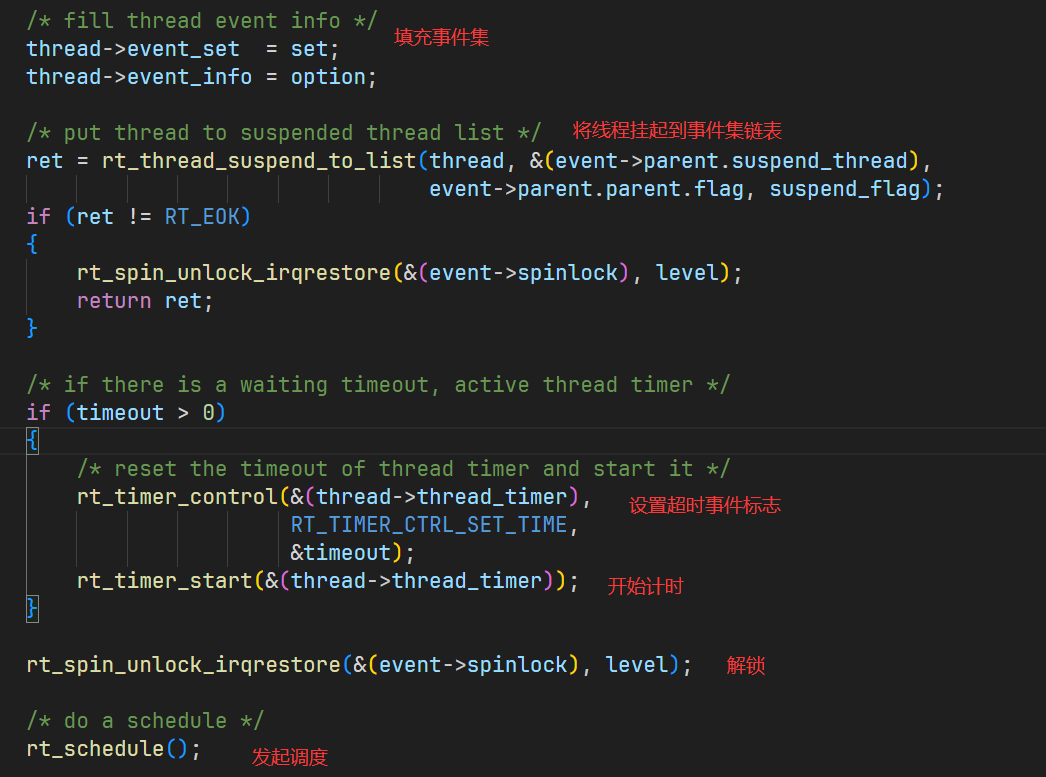 /* fill thread event info */
填充事件集
thread->event_set  = set;
thread->event_info = option;
/* put thread to suspended thread list */ 将线程挂起到事件集链表
ret = rt_thread_suspend_to_list(thread, &(event->parent.suspend_thread),
event->parent.parent.flag, suspend_flag);
if (ret != RT_EOK)
{
rt_spin_unlock_irqrestore(&(event->spinlock), level);
return ret;
}
/* if there is a waiting timeout, active thread timer */
if (timeout > 0)
{
/* reset the timeout of thread timer and start it */
rt_timer_control(&(thread->thread_timer), 设置超时事件标志
RT_TIMER_CTRL_SET_TIME,
&timeout);
rt_timer_start(&(thread->thread_timer)); 开始计时
}
rt_spin_unlock_irqrestore(&(event->spinlock), level); 解锁
/* do a schedule */
rt_schedule(); 发起调度